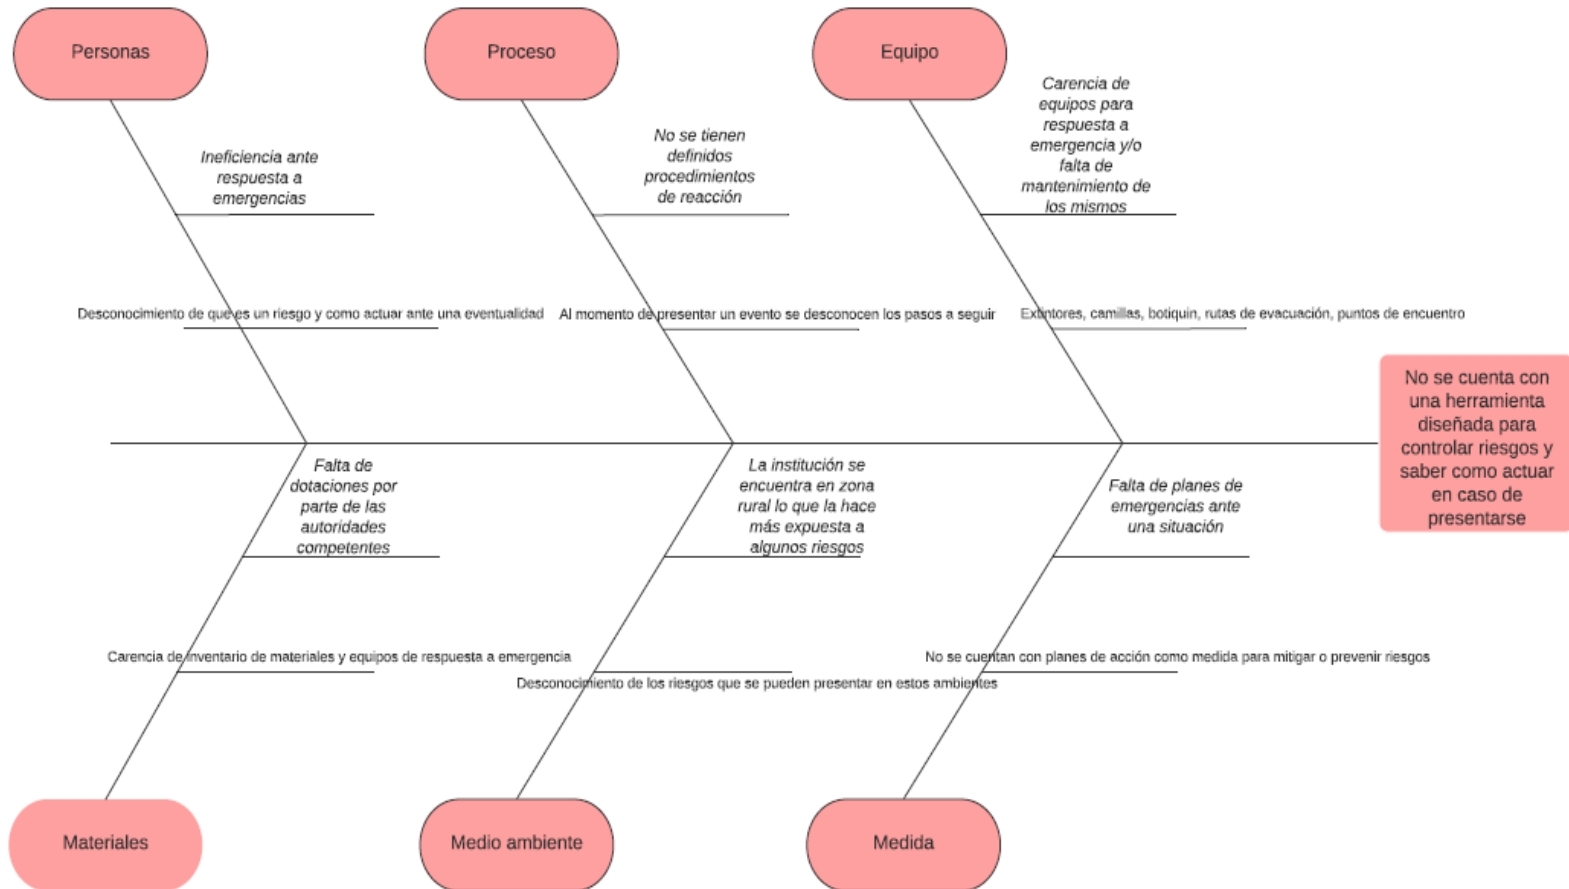 Personas
Proceso
Equipo
Ineficiencia ante
respuesta a
emergencias
No se tienen
definidos
procedimientos
de reacción
Carencia de
equipos para
respuesta a
emergencia y/o
falta de
mantenimiento de
los mismos
Desconocimiento de que es un riesgo y como actuar ante una eventualidad
Al momento de presentar un evento se desconocen los pasos a seguir
Extintores, camillas, botiquin, rutas de evacuación, puntos de encuentro
No se cuenta con
una herramienta
diseñada para
controlar riesgos y
saber como actuar
en caso de
presentarse
Falta de
dotaciones por
parte de las
autoridades
competentes
La institución se
encuentra en zona
rural lo que la hace
más expuesta a
algunos riesgos
Falta de planes de
emergencias ante
una situación
Carencia de inventario de materiales y equipos de respuesta a emergencia
Desconocimiento de los riesgos que se pueden presentar en estos ambientes
No se cuentan con planes de acción como medida para mitigar o prevenir riesgos
Materiales
Medio ambiente
Medida